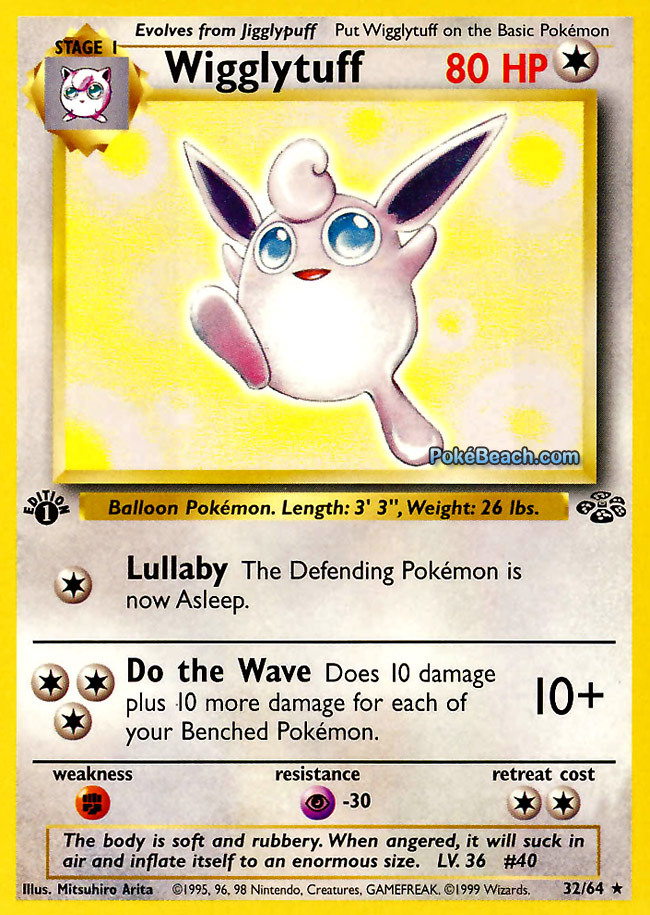 Evolves from Jigglypuff Put Wigglytuff on the Basic Pokémon
STAGE 1
Wigglytuff 80 HP
PokéBeach.com
EDITION
1
Balloon Pokémon. Length: 3' 3", Weight: 26 lbs.
Lullaby The Defending Pokémon is
now Asleep.
Do the Wave Does 10 damage
plus 10 more damage for each of
your Benched Pokémon.
10+
weakness resistance retreat cost
-30
The body is soft and rubbery. When angered, it will suck in
air and inflate itself to an enormous size. LV. 36 #40
Illus. Mitsuhiro Arita ©1995, 96, 98 Nintendo, Creatures, GAMEFREAK. ©1999 Wizards. 32/64 ★